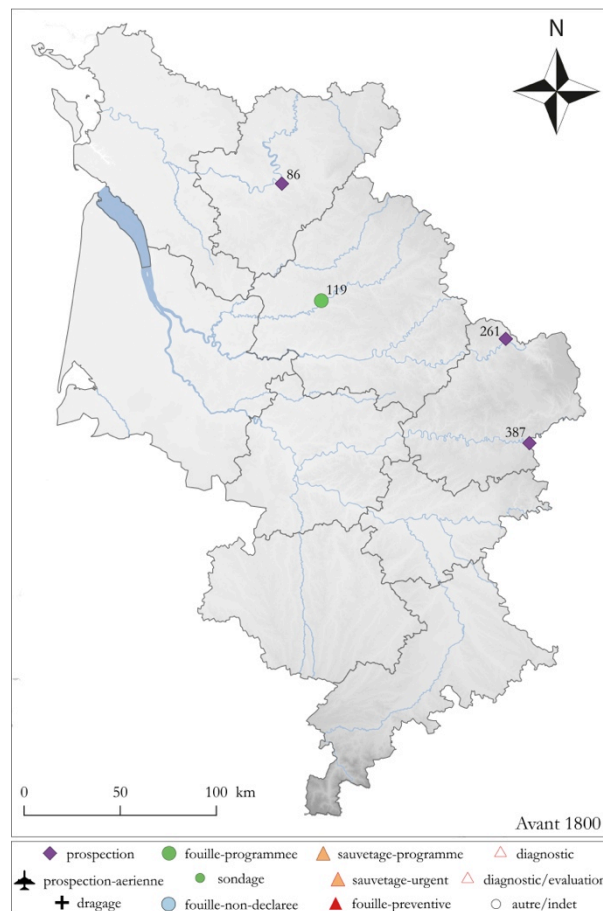 N
86
119
261
387
0 50 100 km
Avant 1800
prospection fouille-programmee sauvetage-programme diagnostic
prospection-aerienne sondage sauvetage-urgent diagnostic/evaluation
dragage fouille-non-declaree fouille-preventive autre/indet